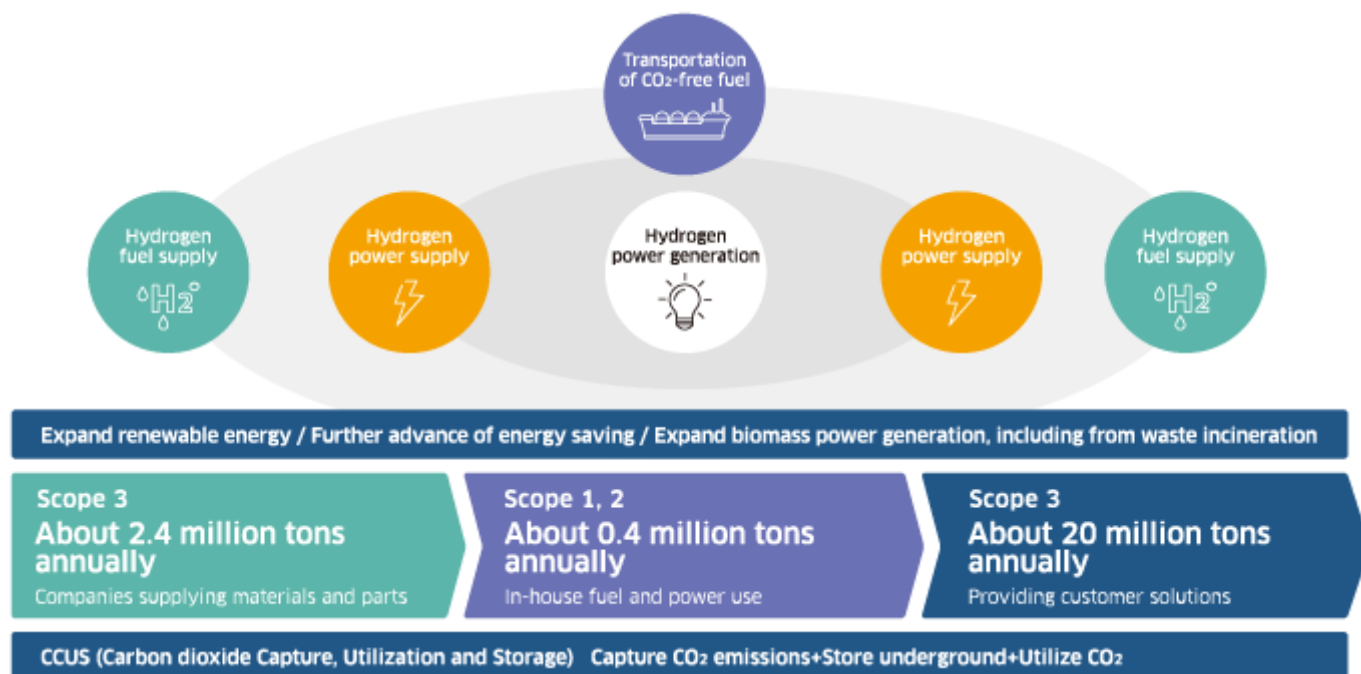 Transportation
of CO₂-free fuel
Hydrogen
fuel supply
H2
Hydrogen
power supply
Hydrogen
power generation
Hydrogen
power supply
Hydrogen
fuel supply
H2
Expand renewable energy / Further advance of energy saving / Expand biomass power generation, including from waste incineration
Scope 3
About 2.4 million tons
annually
Companies supplying materials and parts
Scope 1, 2
About 0.4 million tons
annually
In-house fuel and power use
Scope 3
About 20 million tons
annually
Providing customer solutions
CCUS (Carbon dioxide Capture, Utilization and Storage) Capture CO₂ emissions+Store underground+Utilize CO₂